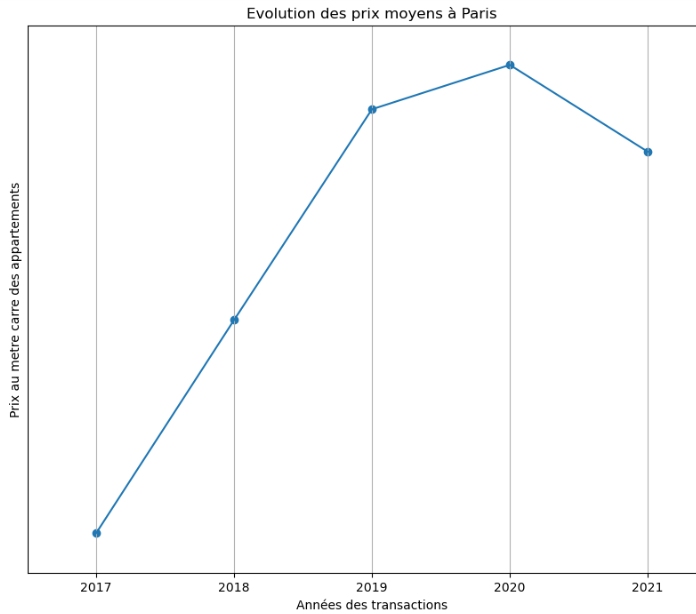 Evolution des prix moyens à Paris
Prix au metre carre des appartements
2017 2018 2019 2020 2021
Années des transactions